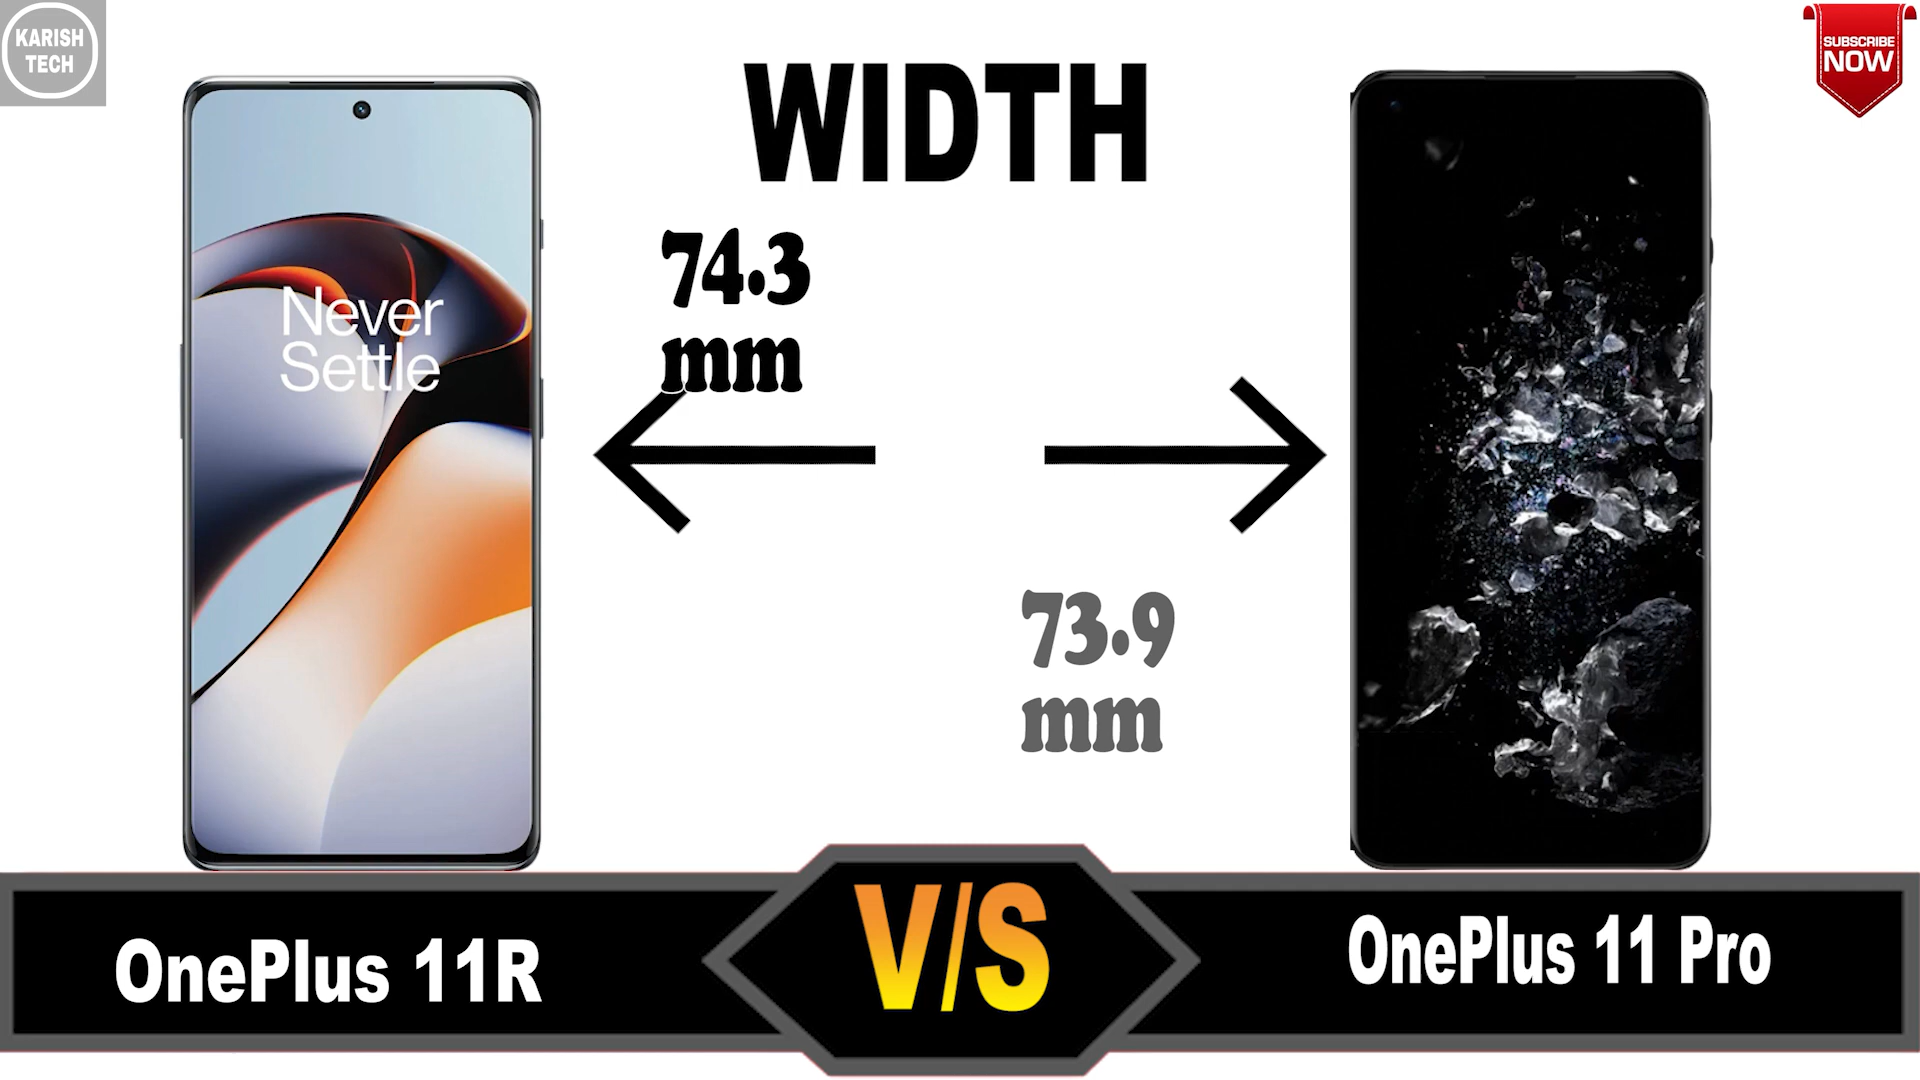 KARISH
TECH
SUBSCRIBE
NOW
WIDTH
74.3
mm
Never
Settle
73.9
mm
OnePlus 11R
V/S
OnePlus 11 Pro